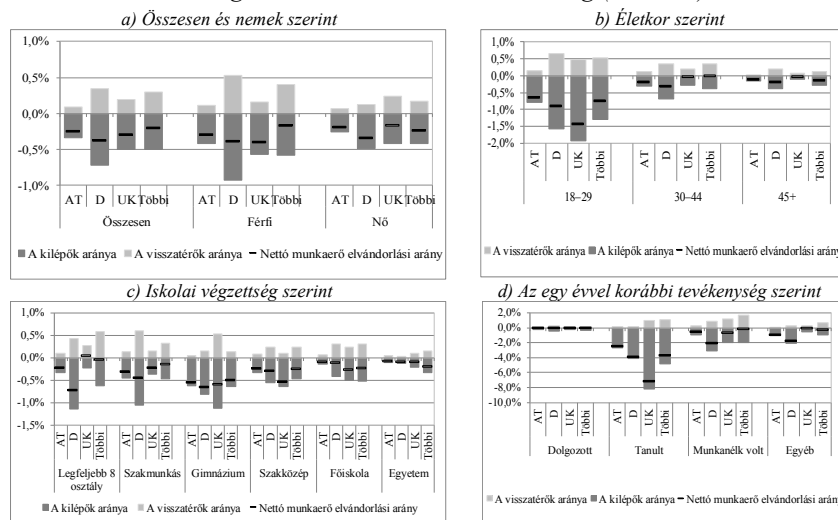 a) Összesen és nemek szerint
1,0%
0,5%
0,0%
-0,5%
-1,0%
AT D UK Többi AT D UK Többi AT D UK Többi
Összesen Férfi Nő
A kilépők aránya A visszatérők aránya Nettó munkaerő elvándorlási arány
b) Életkor szerint
1,0%
0,5%
0,0%
-0,5%
-1,0%
-1,5%
-2,0%
AT D UK Többi AT D UK Többi AT D UK Többi
18–29 30–44 45+
A visszatérők aránya A kilépők aránya Nettó munkaerő elvándorlási arány
c) Iskolai végzettség szerint
1,0%
0,5%
0,0%
-0,5%
-1,0%
-1,5%
AT D UK Többi AT D UK Többi AT D UK Többi AT D UK Többi AT D UK Többi AT D UK Többi
Legfeljebb 8 Szakmunkás Gimnázium Szakközép Főiskola Egyetem
osztály
A kilépők aránya A visszatérők aránya Nettó munkaerő elvándorlási arány
d) Az egy évvel korábbi tevékenység szerint
2,0%
0,0%
-2,0%
-4,0%
-6,0%
-8,0%
-10,0%
AT D UK Többi AT D UK Többi AT D UK Többi AT D UK Többi
Dolgozott Tanult Munkanélk volt Egyéb
A visszatérők aránya A kilépők aránya Nettó munkaerő elvándorlási arány